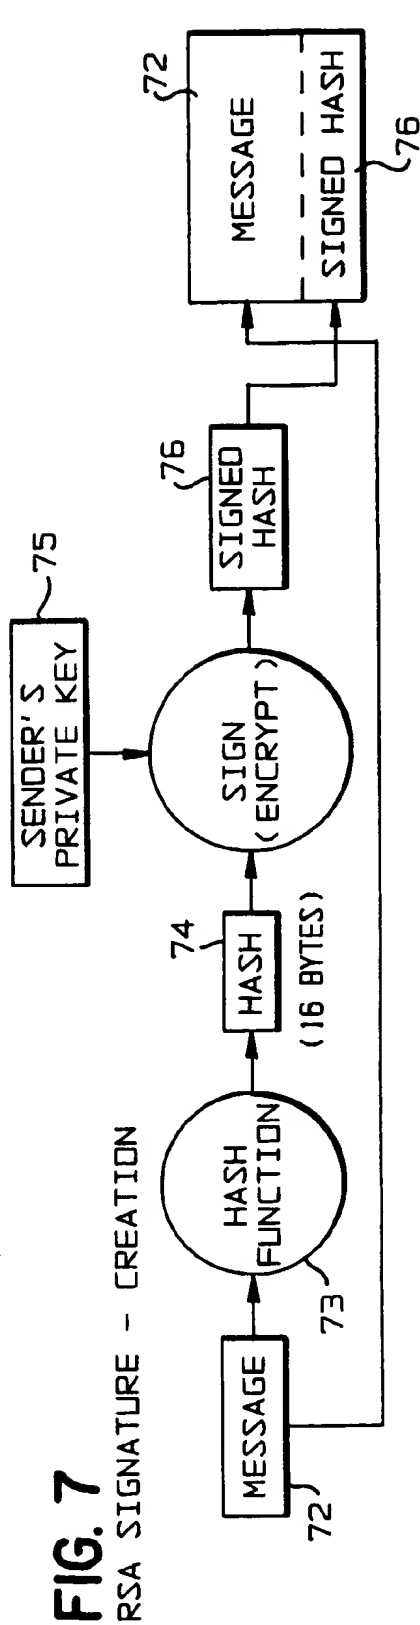 FIG. 7
RSA SIGNATURE - CREATION
72
MESSAGE
73
HASH
FUNCTION
74
HASH
(16 BYTES)
SENDER'S
PRIVATE KEY
75
SIGN
(ENCRYPT)
76
SIGNED
HASH
72
MESSAGE
SIGNED HASH
76